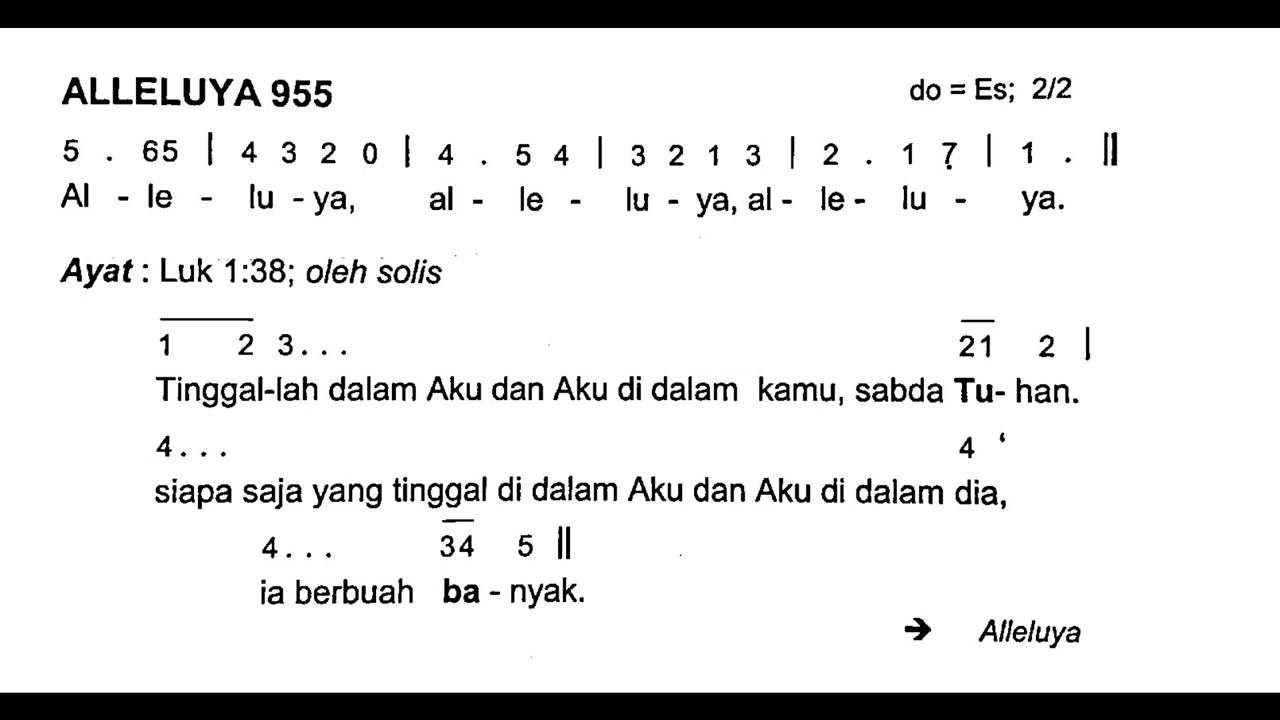 ALLELUYA 955 do = Es; 2/2
5 . 65 | 4 3 2 0 | 4 . 5 4 | 3 2 1 3 | 2 . 1 7̣ | 1 . ||
Al - le - lu - ya, al - le - lu - ya, al - le - lu - ya.
Ayat : Luk 1:38; oleh solis
1 2 3 . . . 21 2 |
Tinggal-lah dalam Aku dan Aku di dalam kamu, sabda Tu- han.
4 . . . 4 ‘
siapa saja yang tinggal di dalam Aku dan Aku di dalam dia,
4 . . . 34 5 ||
ia berbuah ba - nyak.
➔ Alleluya